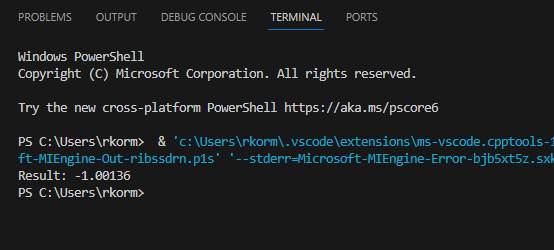 PROBLEMS OUTPUT DEBUG CONSOLE TERMINAL PORTS
Windows PowerShell
Copyright (C) Microsoft Corporation. All rights reserved.
Try the new cross-platform PowerShell https://aka.ms/pscore6
PS C:\Users\rkorm>  & 'c:\Users\rkorm\.vscode\extensions\ms-vscode.cpptools-1
ft-MIEngine-Out-ribssdrn.p1s' '--stderr=Microsoft-MIEngine-Error-bjb5xt5z.sxk
Result: -1.00136
PS C:\Users\rkorm>